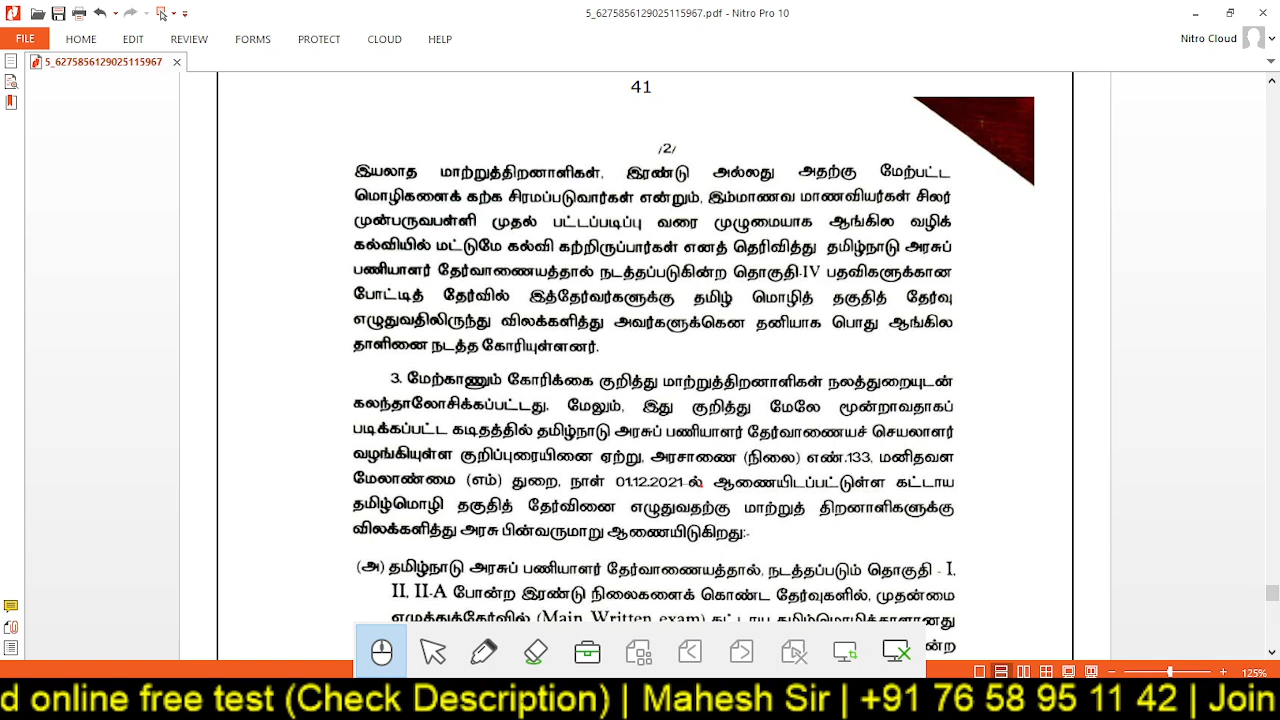 5_6275856129025115967.pdf - Nitro Pro 10
FILE HOME EDIT REVIEW FORMS PROTECT CLOUD HELP
Nitro Cloud
5_6275856129025115967
41
/2/
இயலாத மாற்றுத்திறனாளிகள், இரண்டு அல்லது அதற்கு மேற்பட்ட
மொழிகளைக் கற்க சிரமப்படுவார்கள் என்றும், இம்மாணவ மாணவியர்கள் சிலர்
முன்பருவபள்ளி முதல் பட்டப்படிப்பு வரை முழுமையாக ஆங்கில வழிக்
கல்வியில் மட்டுமே கல்வி கற்றிருப்பார்கள் எனத் தெரிவித்து தமிழ்நாடு அரசுப்
பணியாளர் தேர்வாணையத்தால் நடத்தப்படுகின்ற தொகுதி-IV பதவிகளுக்கான
போட்டித் தேர்வில் இத்தேர்வர்களுக்கு தமிழ் மொழித் தகுதித் தேர்வு
எழுதுவதிலிருந்து விலக்களித்து அவர்களுக்கென தனியாக பொது ஆங்கில
தாளினை நடத்த கோரியுள்ளனர்.
3. மேற்காணும் கோரிக்கை குறித்து மாற்றுத்திறனாளிகள் நலத்துறையுடன்
கலந்தாலோசிக்கப்பட்டது. மேலும், இது குறித்து மேலே மூன்றாவதாகப்
படிக்கப்பட்ட கடிதத்தில் தமிழ்நாடு அரசுப் பணியாளர் தேர்வாணையச் செயலாளர்
வழங்கியுள்ள குறிப்புரையினை ஏற்று, அரசாணை (நிலை) எண்.133, மனிதவள
மேலாண்மை (எம்) துறை, நாள் 01.12.2021-ல் ஆணையிடப்பட்டுள்ள கட்டாய
தமிழ்மொழி தகுதித் தேர்வினை எழுதுவதற்கு மாற்றுத் திறனாளிகளுக்கு
விலக்களித்து அரசு பின்வருமாறு ஆணையிடுகிறது:-
(அ) தமிழ்நாடு அரசுப் பணியாளர் தேர்வாணையத்தால், நடத்தப்படும் தொகுதி - I,
II, II-A போன்ற இரண்டு நிலைகளைக் கொண்ட தேர்வுகளில், முதன்மை
எழுத்துத்தேர்வில் (Main Written exam) கட்டாய தமிழ்மொழித்தாளானது
125%
d online free test (Check Description) | Mahesh Sir | +91 76 58 95 11 42 | Join